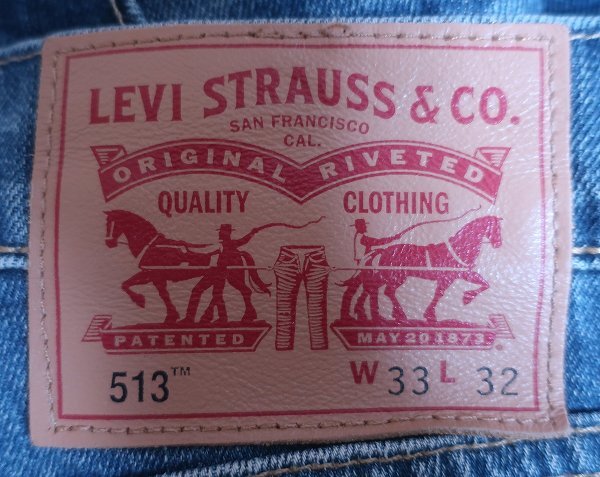 LEVI STRAUSS & CO.
SAN FRANCISCO
CAL.
ORIGINAL RIVETED
QUALITY CLOTHING
PATENTED MAY 20 1873
513™ W 33 L 32